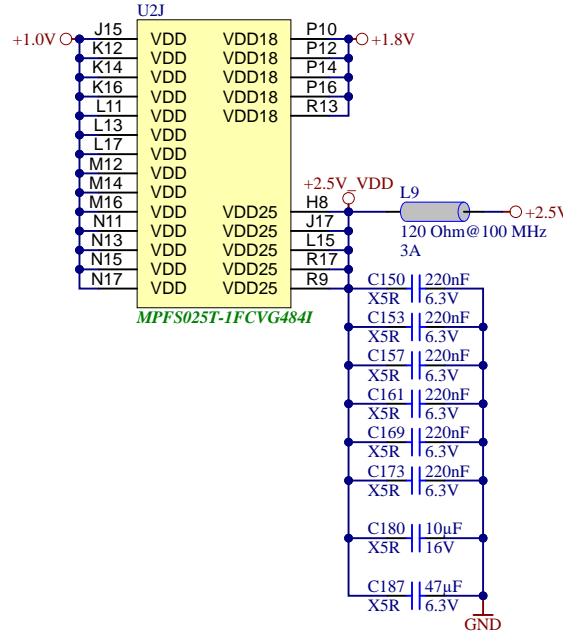 U2J
+1.0V
J15 VDD VDD18 P10 +1.8V
K12 VDD VDD18 P12
K14 VDD VDD18 P14
K16 VDD VDD18 P16
L11 VDD VDD18 R13
L13 VDD
L17 VDD
M12 VDD
M14 VDD
+2.5V_VDD
M16 VDD VDD25 H8
N11 VDD VDD25 J17
N13 VDD VDD25 L15
N15 VDD VDD25 R17
N17 VDD VDD25 R9
MPFS025T-1FCVG484I
L9
+2.5V
120 Ohm@100 MHz
3A
C150 220nF
X5R 6.3V
C153 220nF
X5R 6.3V
C157 220nF
X5R 6.3V
C161 220nF
X5R 6.3V
C169 220nF
X5R 6.3V
C173 220nF
X5R 6.3V
C180 10µF
X5R 16V
C187 47µF
X5R 6.3V
GND